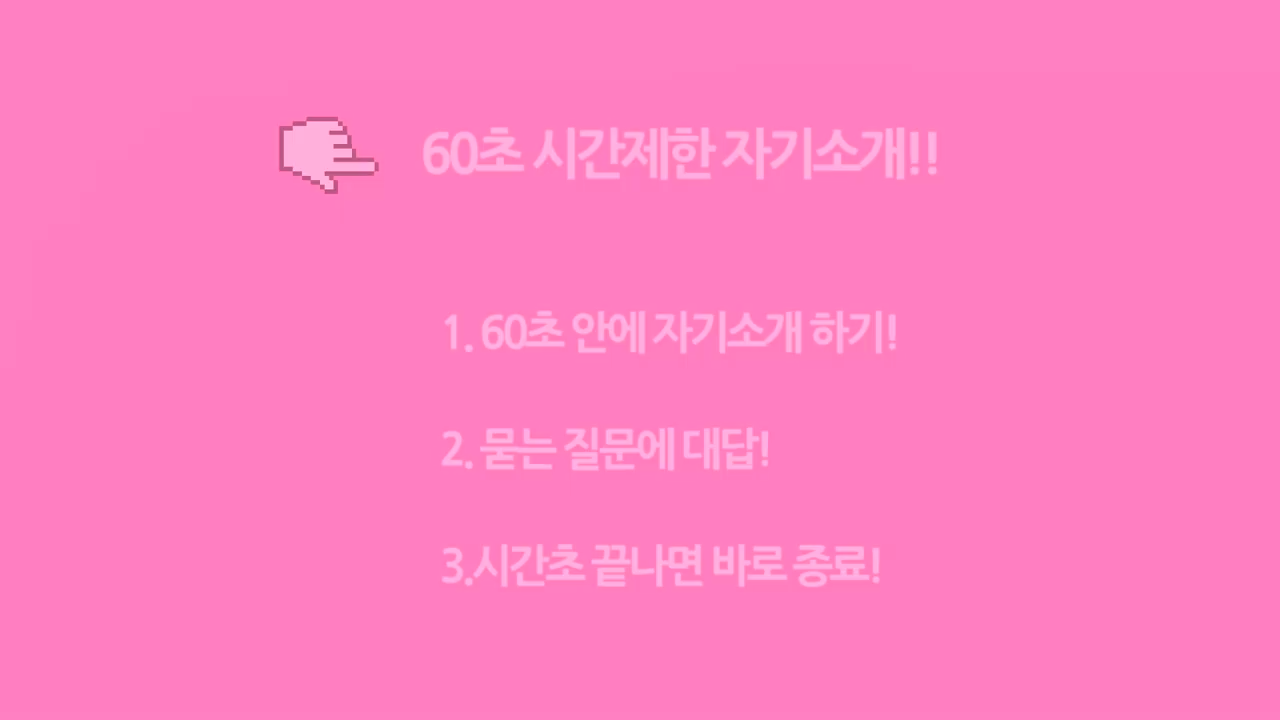 60초 시간제한 자기소개!!
1. 60초 안에 자기소개 하기!
2. 묻는 질문에 대답!
3.시간초 끝나면 바로 종료!